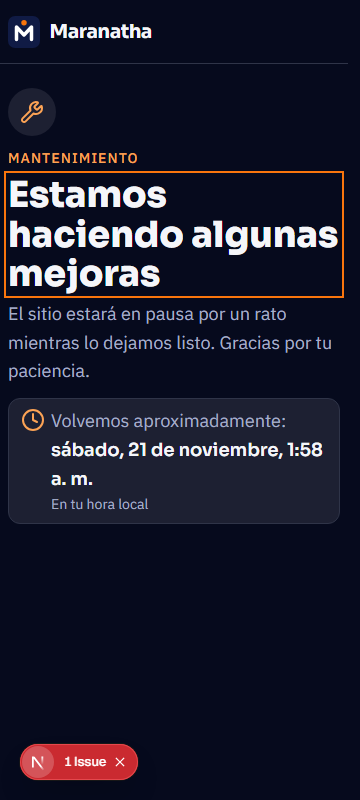 Maranatha
MANTENIMIENTO
Estamos
haciendo algunas
mejoras
El sitio estará en pausa por un rato
mientras lo dejamos listo. Gracias por tu
paciencia.
Volvemos aproximadamente:
sábado, 21 de noviembre, 1:58
a. m.
En tu hora local
1 Issue